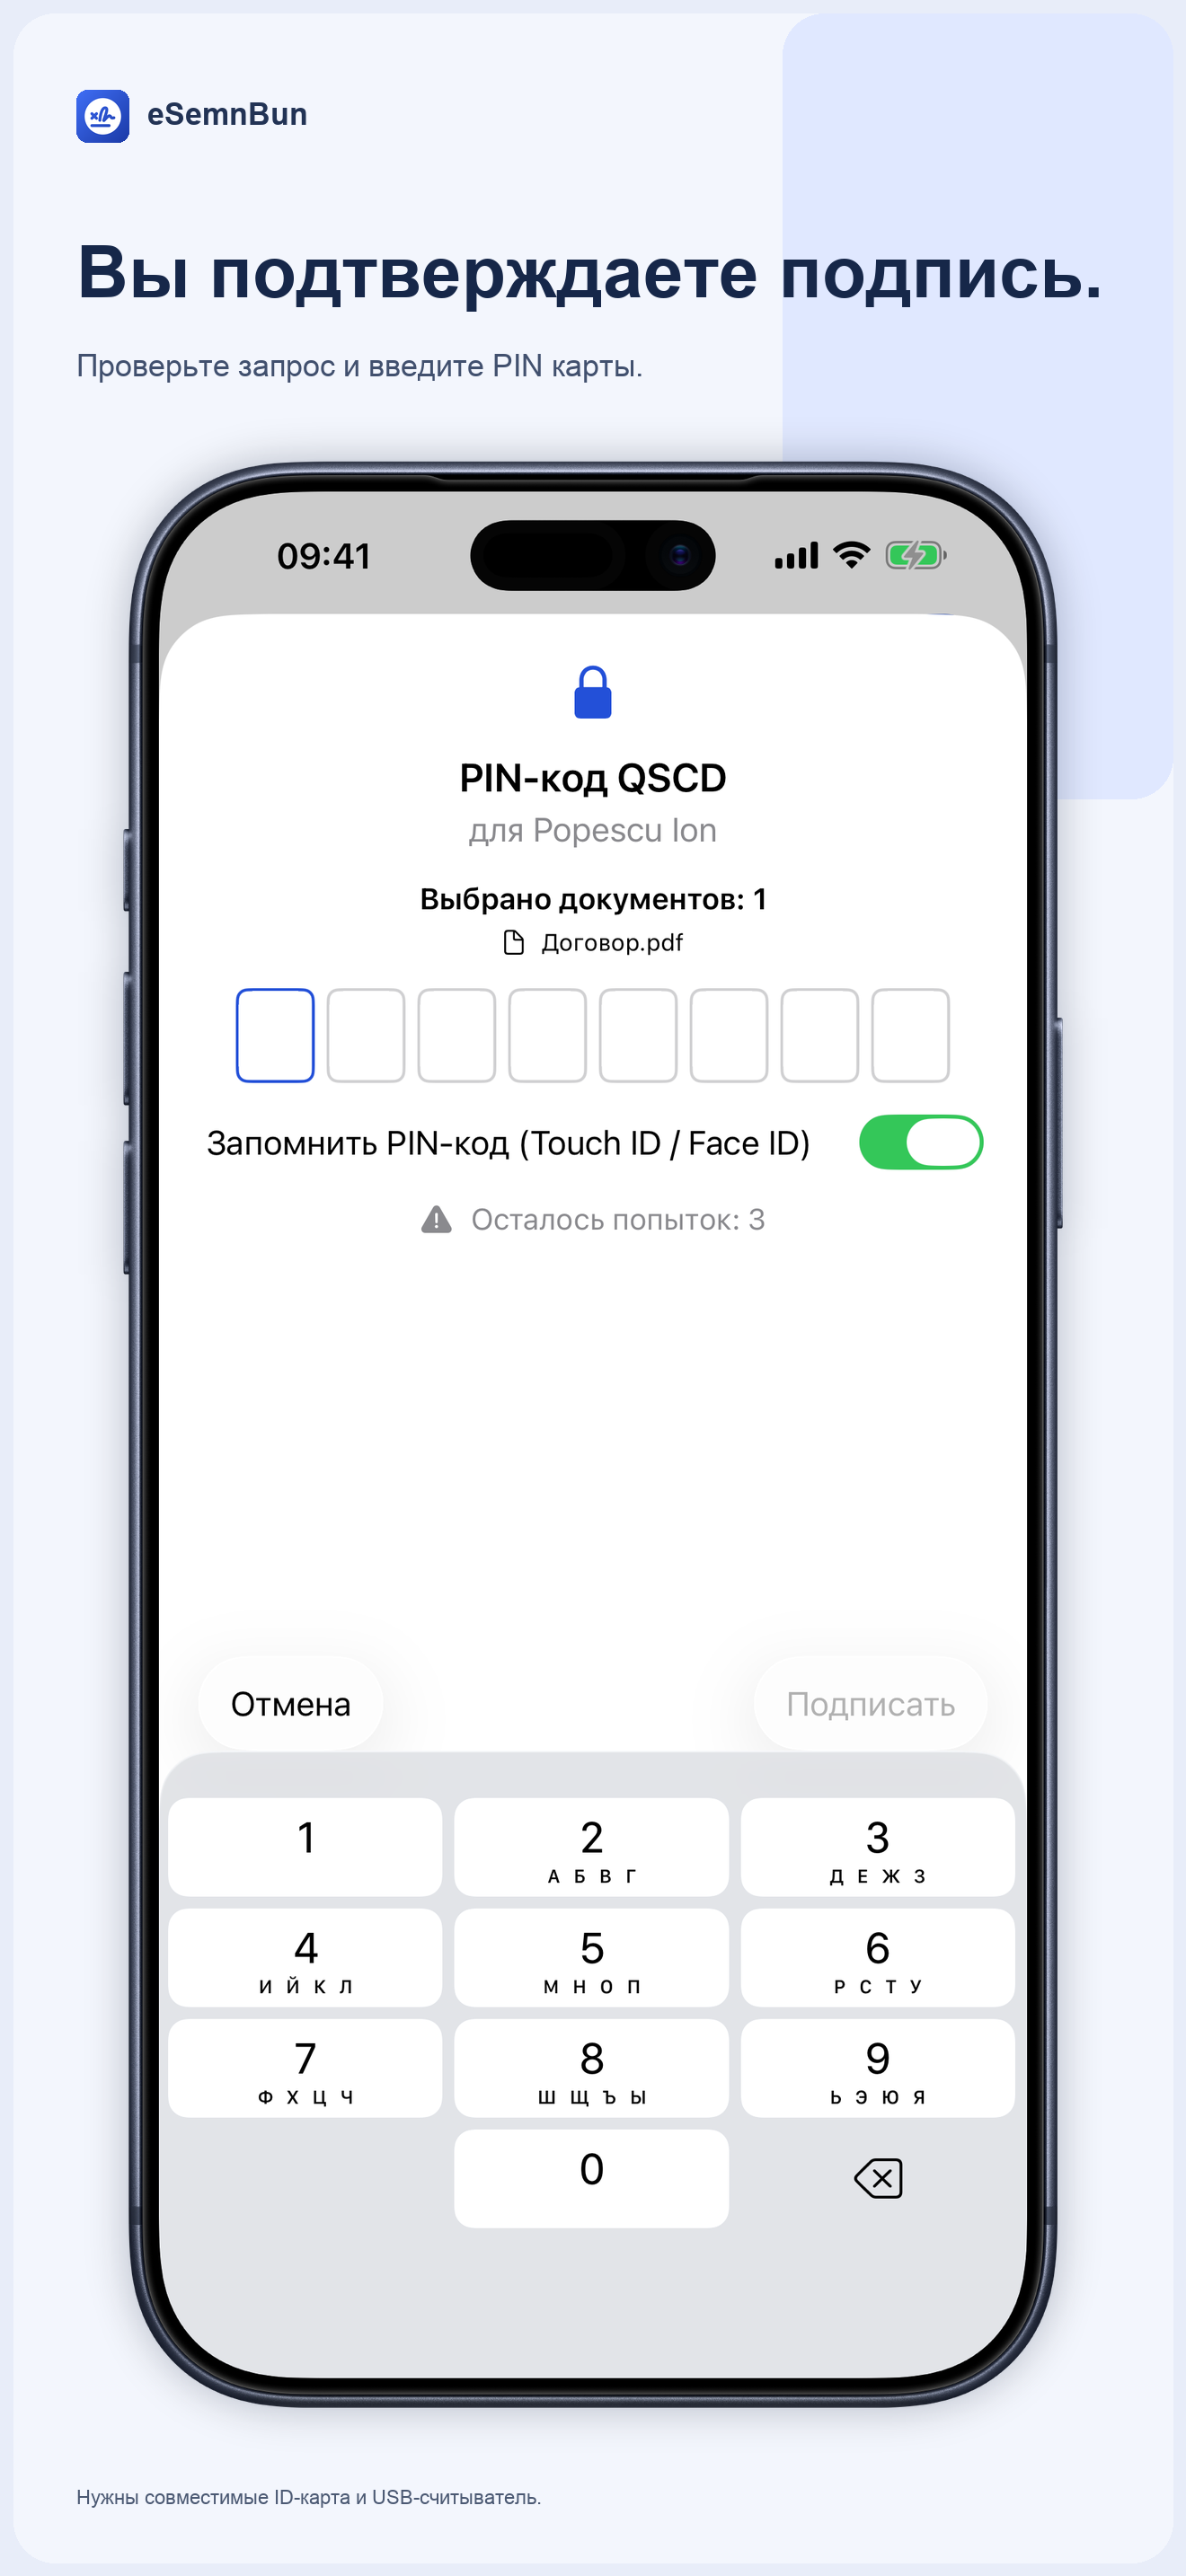 eSemnBun
Вы подтверждаете подпись.
Проверьте запрос и введите PIN карты.
09:41
PIN-код QSCD
для Popescu Ion
Выбрано документов: 1
Договор.pdf
Запомнить PIN-код (Touch ID / Face ID)
Осталось попыток: 3
Отмена
Подписать
1
2
3
А Б В Г
Д Е Ж З
4
5
6
И Й К Л
М Н О П
Р С Т У
7
8
9
Ф Х Ц Ч
Ш Щ Ъ Ы
Ь Э Ю Я
0
Нужны совместимые ID-карта и USB-считыватель.